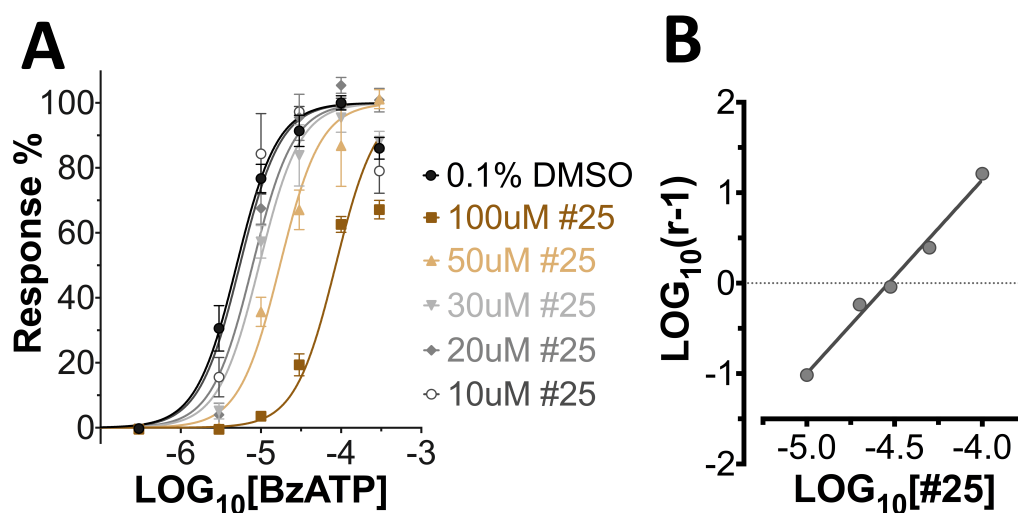 A
Response %
100
80
60
40
20
0
-6
-5
-4
-3
LOG10[BzATP]
0.1% DMSO
100uM #25
50uM #25
30uM #25
20uM #25
10uM #25
B
LOG10(r-1)
2
1
0
-1
-2
-5.0
-4.5
-4.0
LOG10[#25]